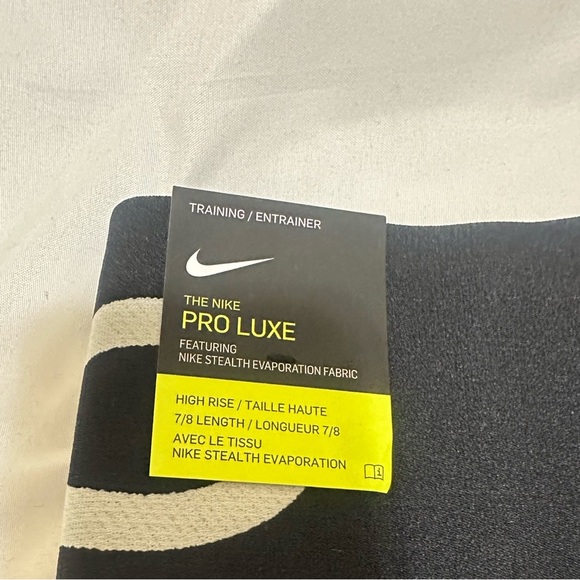 TRAINING / ENTRAINER
THE NIKE
PRO LUXE
FEATURING
NIKE STEALTH EVAPORATION FABRIC
HIGH RISE / TAILLE HAUTE
7/8 LENGTH / LONGUEUR 7/8
AVEC LE TISSU
NIKE STEALTH EVAPORATION
1